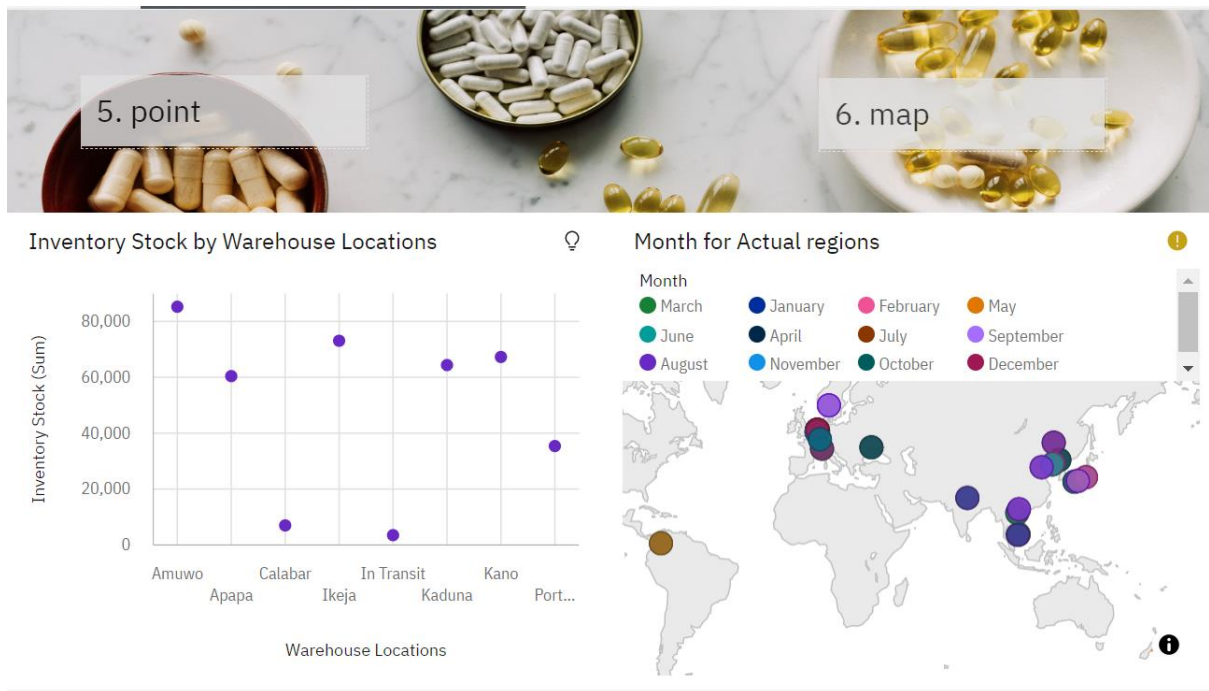 5. point
6. map
Inventory Stock by Warehouse Locations
Inventory Stock (Sum)
80,000
60,000
40,000
20,000
0
Amuwo
Apapa
Calabar
Ikeja
In Transit
Kaduna
Kano
Port...
Warehouse Locations
Month for Actual regions
Month
March January February May
June April July September
August November October December